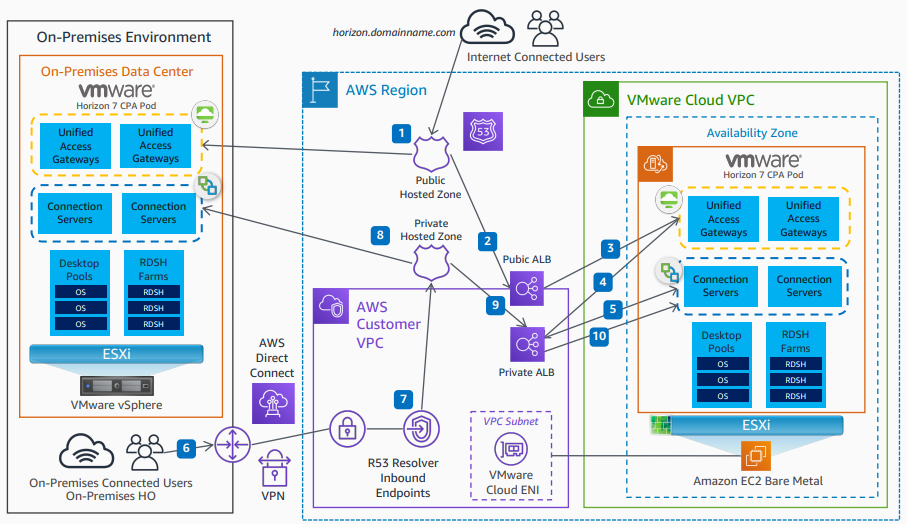 On-Premises Environment
On-Premises Data Center
vmware®
Horizon 7 CPA Pod
Unified
Access
Gateways
Unified
Access
Gateways
Connection
Servers
Connection
Servers
Desktop
Pools
OS
OS
OS
RDSH
Farms
RDSH
RDSH
RDSH
ESXi
VMware vSphere
On-Premises Connected Users
On-Premises HO
6
AWS
Direct
Connect
VPN
horizon.domainname.com
Internet Connected Users
AWS Region
1
53
Public
Hosted Zone
8
Private
Hosted Zone
2
Pubic ALB
9
AWS
Customer
VPC
Private ALB
3
4
5
10
7
R53 Resolver
Inbound
Endpoints
VPC Subnet
VMware
Cloud ENI
VMware Cloud VPC
Availability Zone
vmware®
Horizon 7 CPA Pod
Unified
Access
Gateways
Unified
Access
Gateways
Connection
Servers
Connection
Servers
Desktop
Pools
OS
OS
OS
RDSH
Farms
RDSH
RDSH
RDSH
ESXi
Amazon EC2 Bare Metal